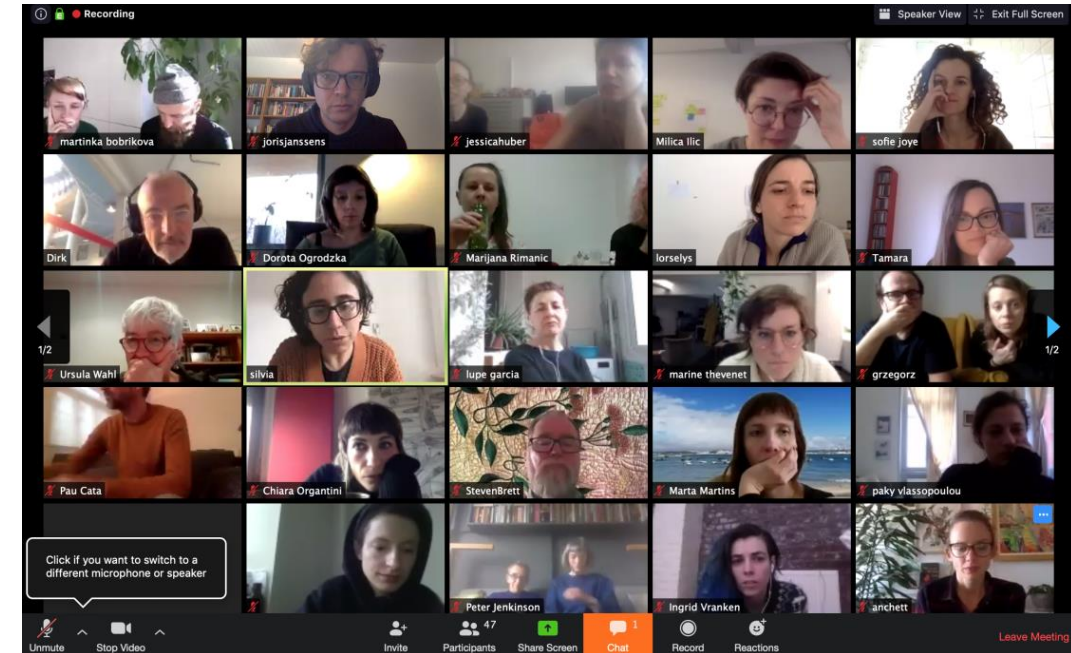 Recording
Speaker View
Exit Full Screen
martinka bobrikova
jorisjanssens
jessicahuber
Milica Ilic
sofie joye
Dirk
Dorota Ogrodzka
Marijana Rimanic
lorselys
Tamara
1/2
1/2
Ursula Wahl
silvia
lupe garcia
marine thevenet
grzegorz
Pau Cata
Chiara Organtini
StevenBrett
Marta Martins
paky vlassopoulou
Click if you want to switch to a
different microphone or speaker
Peter Jenkinson
Ingrid Vranken
anchett
Unmute
Stop Video
Invite
47
Participants
Share Screen
1
Chat
Record
Reactions
Leave Meeting